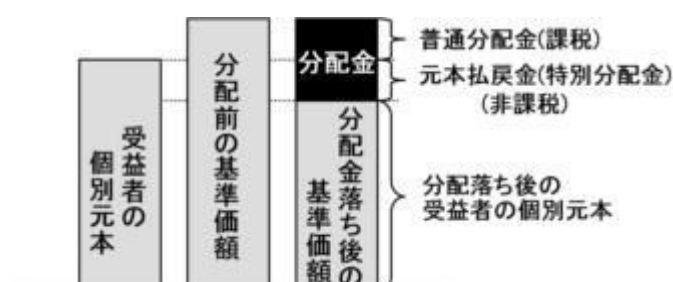 受益者の
個別元本
分配前の基準価額
分配金
分配金落ち後の
基準価額
普通分配金(課税)
元本払戻金(特別分配金)
(非課税)
分配落ち後の
受益者の個別元本